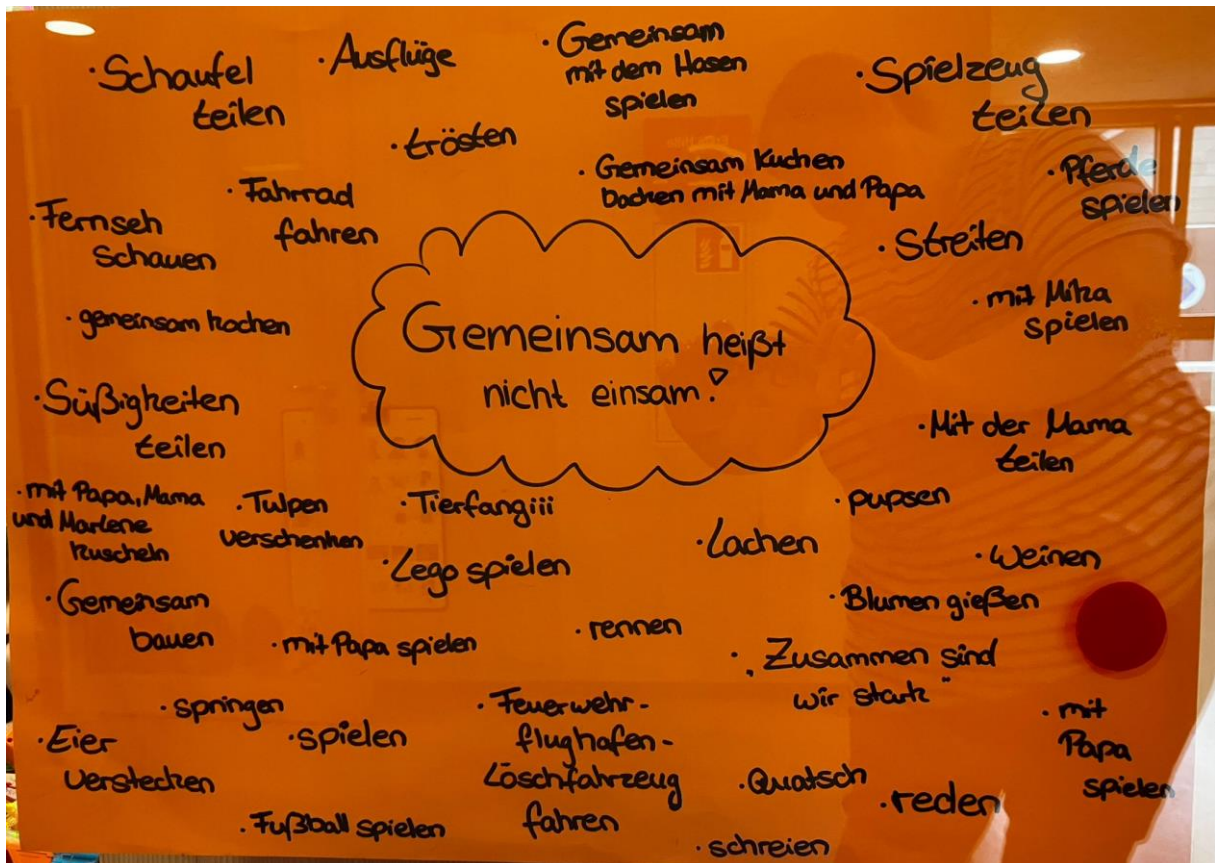 · Schaufel
teilen
· Ausflüge
· Gemeinsam
mit dem Hasen
spielen
· Spielzeug
teilen
· trösten
· Gemeinsam Kuchen
backen mit Mama und Papa
· Pferde
spielen
· Fernseh
schauen
· Fahrrad
fahren
· Streiten
· gemeinsam kochen
Gemeinsam heißt
nicht einsam!
· mit Mika
spielen
· Süßigkeiten
teilen
· Mit der Mama
teilen
· mit Papa, Mama
und Marlene
kuscheln
· Tulpen
verschenken
· Tierfangiii
· pupsen
· Lego spielen
· Lachen
· Weinen
· Gemeinsam
bauen
· mit Papa spielen
· rennen
· Blumen gießen
· „Zusammen sind
wir stark"
· springen
· Eier
verstecken
· spielen
· Feuerwehr-
flughafen-
Löschfahrzeug
fahren
· mit
Papa
spielen
· Quatsch
· reden
· Fußball spielen
· schreien